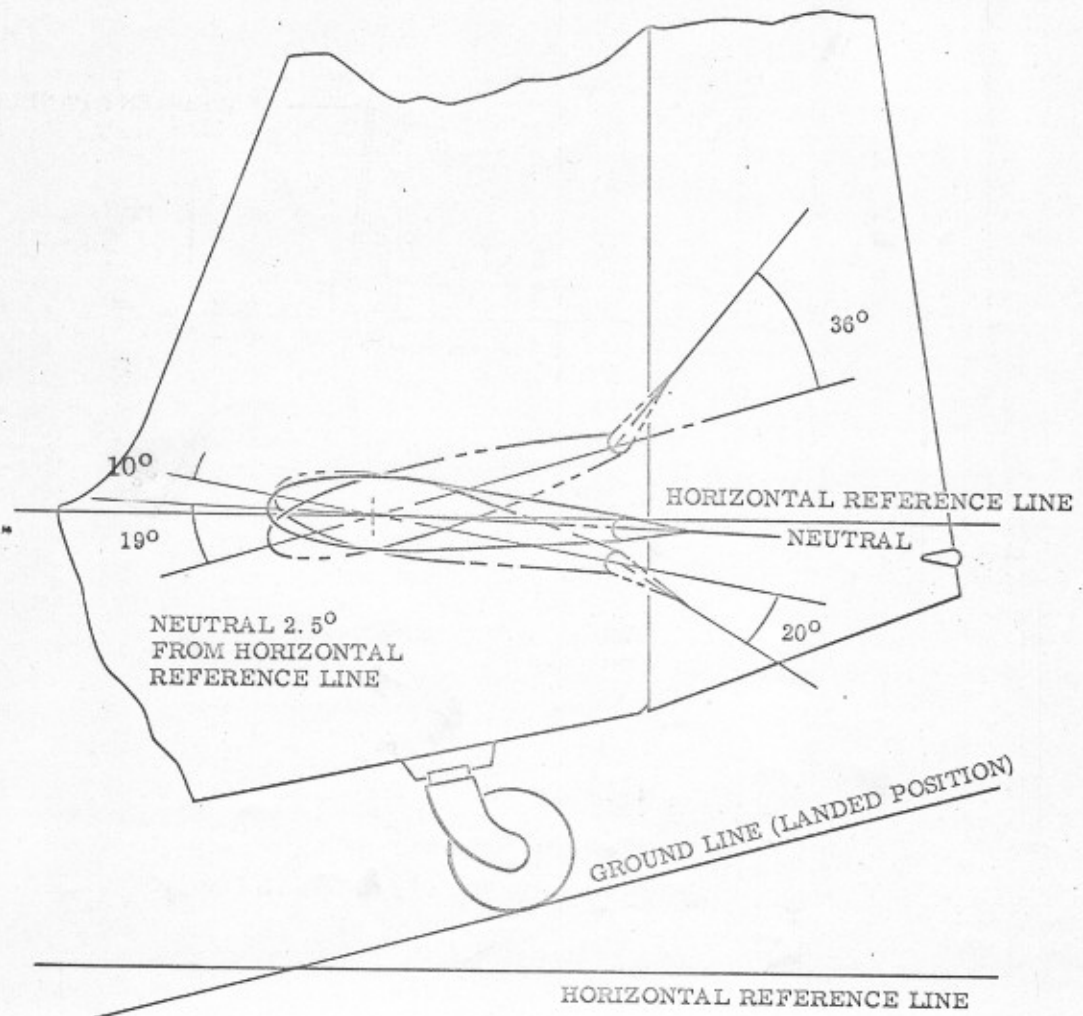 36°
10°
HORIZONTAL REFERENCE LINE
19°
NEUTRAL
NEUTRAL 2.5°
FROM HORIZONTAL
REFERENCE LINE
20°
GROUND LINE (LANDED POSITION)
HORIZONTAL REFERENCE LINE